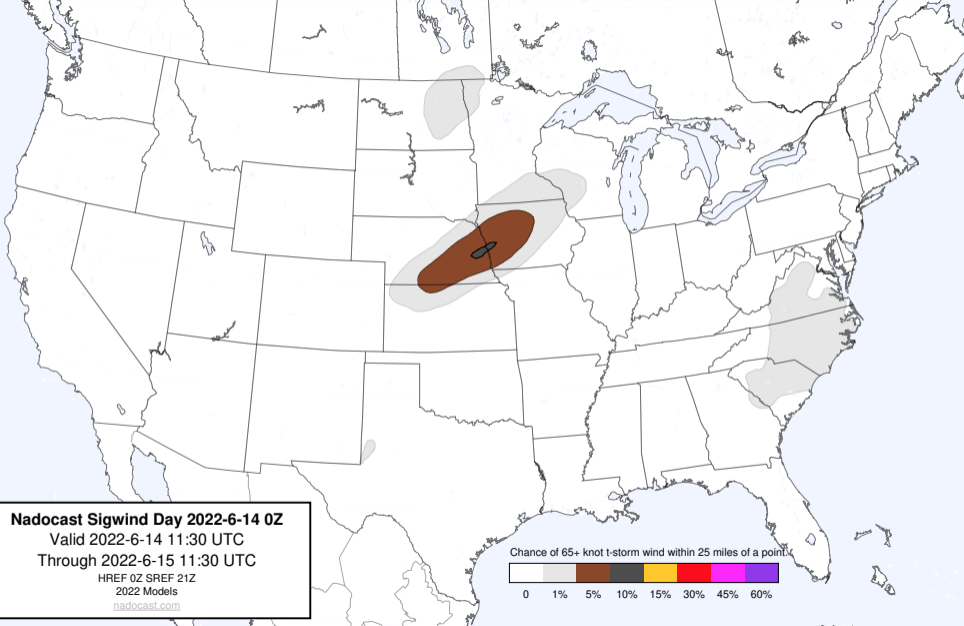 Nadocast Sigwind Day 2022-6-14 0Z
Valid 2022-6-14 11:30 UTC
Through 2022-6-15 11:30 UTC
HREF 0Z SREF 21Z
2022 Models
nadocast.com
Chance of 65+ knot t-storm wind within 25 miles of a point.
0 1% 5% 10% 15% 30% 45% 60%